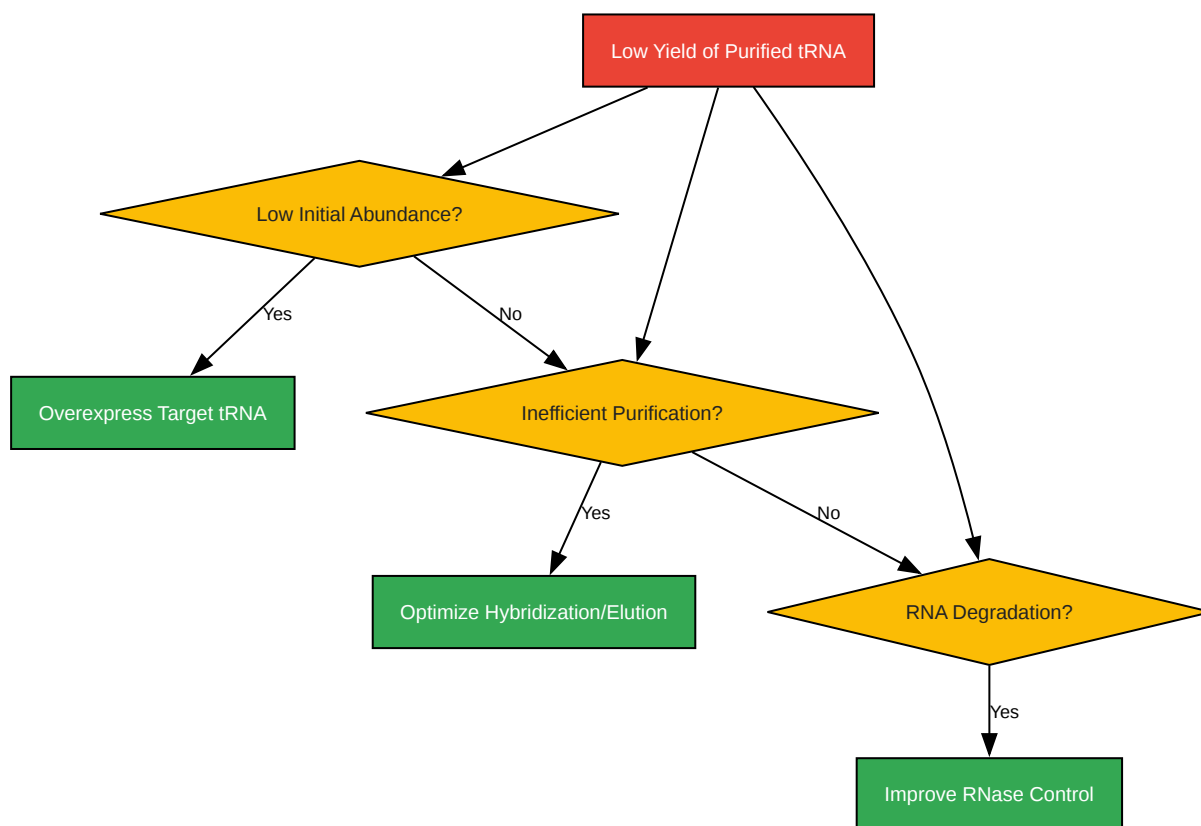 Low Yield of Purified tRNA
Low Initial Abundance?
Yes
No
Overexpress Target tRNA
Inefficient Purification?
Yes
No
Optimize Hybridization/Elution
RNA Degradation?
Yes
Improve RNase Control